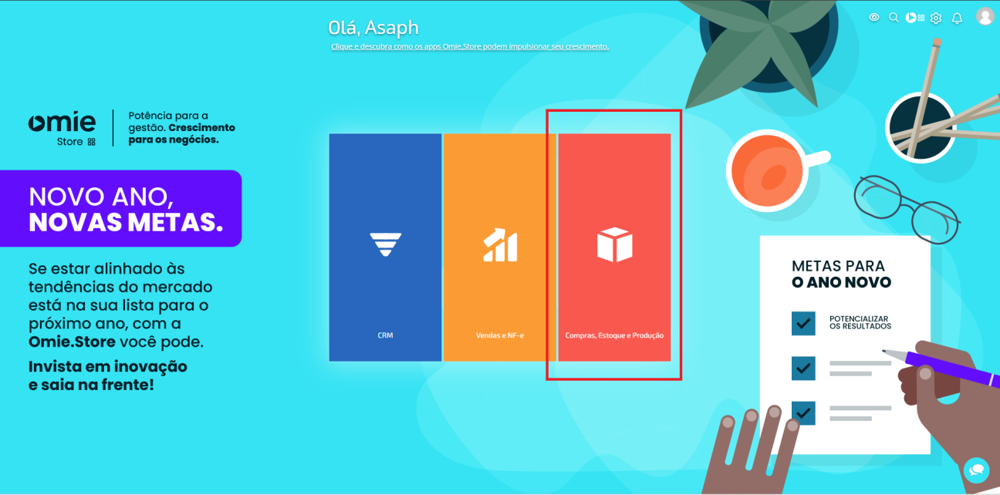 Olá, Asaph
Clique e descubra como os apps Omie.Store podem impulsionar seu crescimento.
omie
Store
Potência para a
gestão. Crescimento
para os negócios.
NOVO ANO,
NOVAS METAS.
Se estar alinhado às
tendências do mercado
está na sua lista para o
próximo ano, com a
Omie.Store você pode.
Invista em inovação
e saia na frente!
CRM
Vendas e NF-e
Compras, Estoque e Produção
METAS PARA
O ANO NOVO
POTENCIALIZAR
OS RESULTADOS